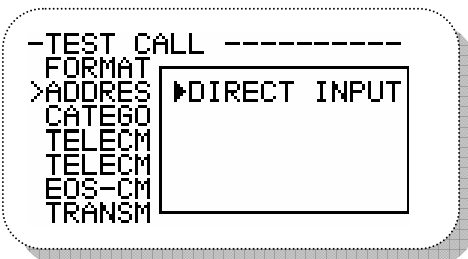 -TEST CALL ----------
FORMAT
>ADDRES
▶DIRECT INPUT
CATEGO
TELECM
TELECM
EOS-CM
TRANSM